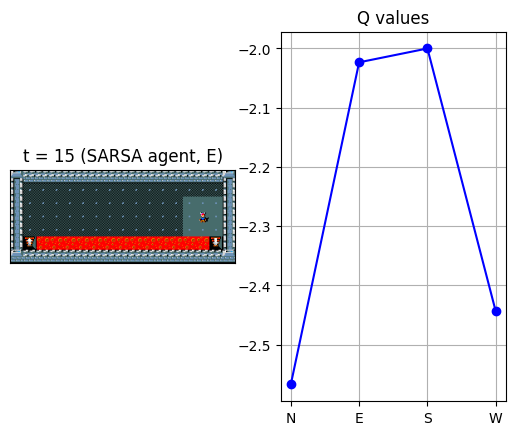 Q values
t = 15 (SARSA agent, E)
−2.0
−2.1
−2.2
−2.3
−2.4
−2.5
N E S W